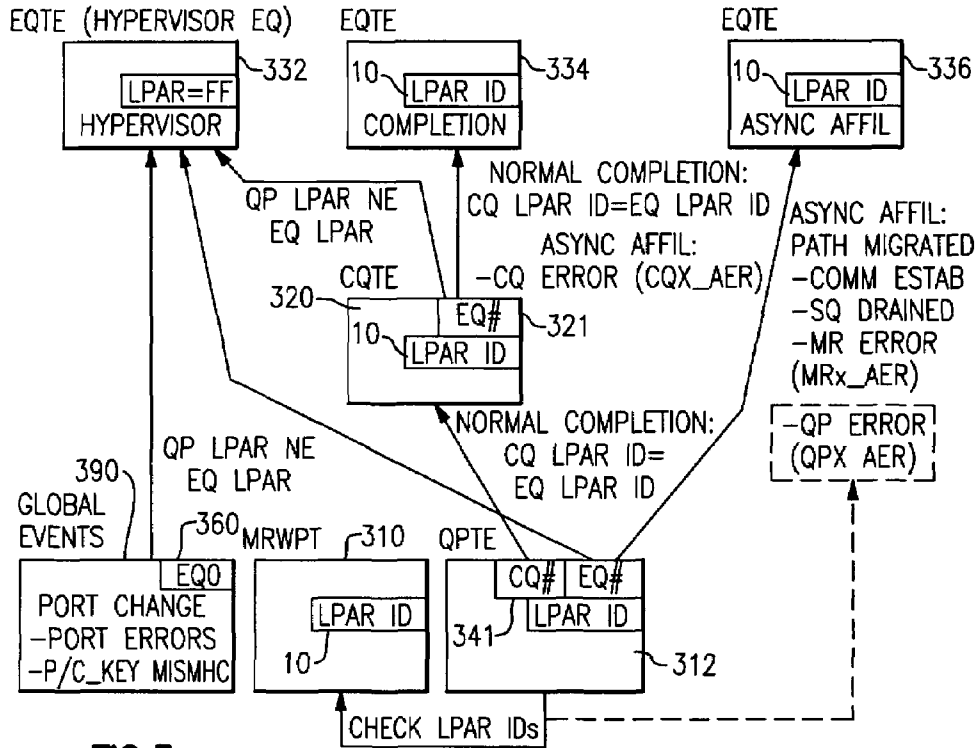 EQTE (HYPERVISOR EQ)
332
LPAR=FF
HYPERVISOR
EQTE
334
10
LPAR ID
COMPLETION
EQTE
336
10
LPAR ID
ASYNC AFFIL
QP LPAR NE
EQ LPAR
NORMAL COMPLETION:
CQ LPAR ID=EQ LPAR ID
ASYNC AFFIL:
-CQ ERROR (CQX_AER)
ASYNC AFFIL:
PATH MIGRATED
-COMM ESTAB
-SQ DRAINED
-MR ERROR
(MRx_AER)
-QP ERROR
(QPX AER)
CQTE
320
EQ#
321
10
LPAR ID
NORMAL COMPLETION:
CQ LPAR ID=
EQ LPAR ID
QP LPAR NE
EQ LPAR
390
GLOBAL
EVENTS
360
EQ0
PORT CHANGE
-PORT ERRORS
-P/C_KEY MISMHC
MRWPT
310
LPAR ID
10
QPTE
CQ#
EQ#
LPAR ID
341
312
CHECK LPAR IDs